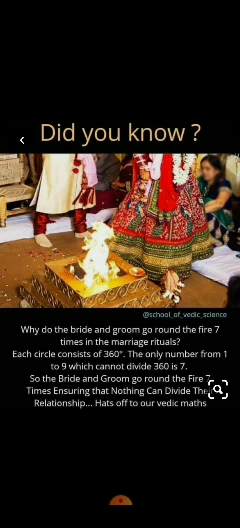 Did you know ?
@school_of_vedic_science
Why do the bride and groom go round the fire 7
times in the marriage rituals?
Each circle consists of 360°. The only number from 1
to 9 which cannot divide 360 is 7.
So the Bride and Groom go round the Fire 7
Times Ensuring that Nothing Can Divide
Relationship... Hats off to our vedic maths